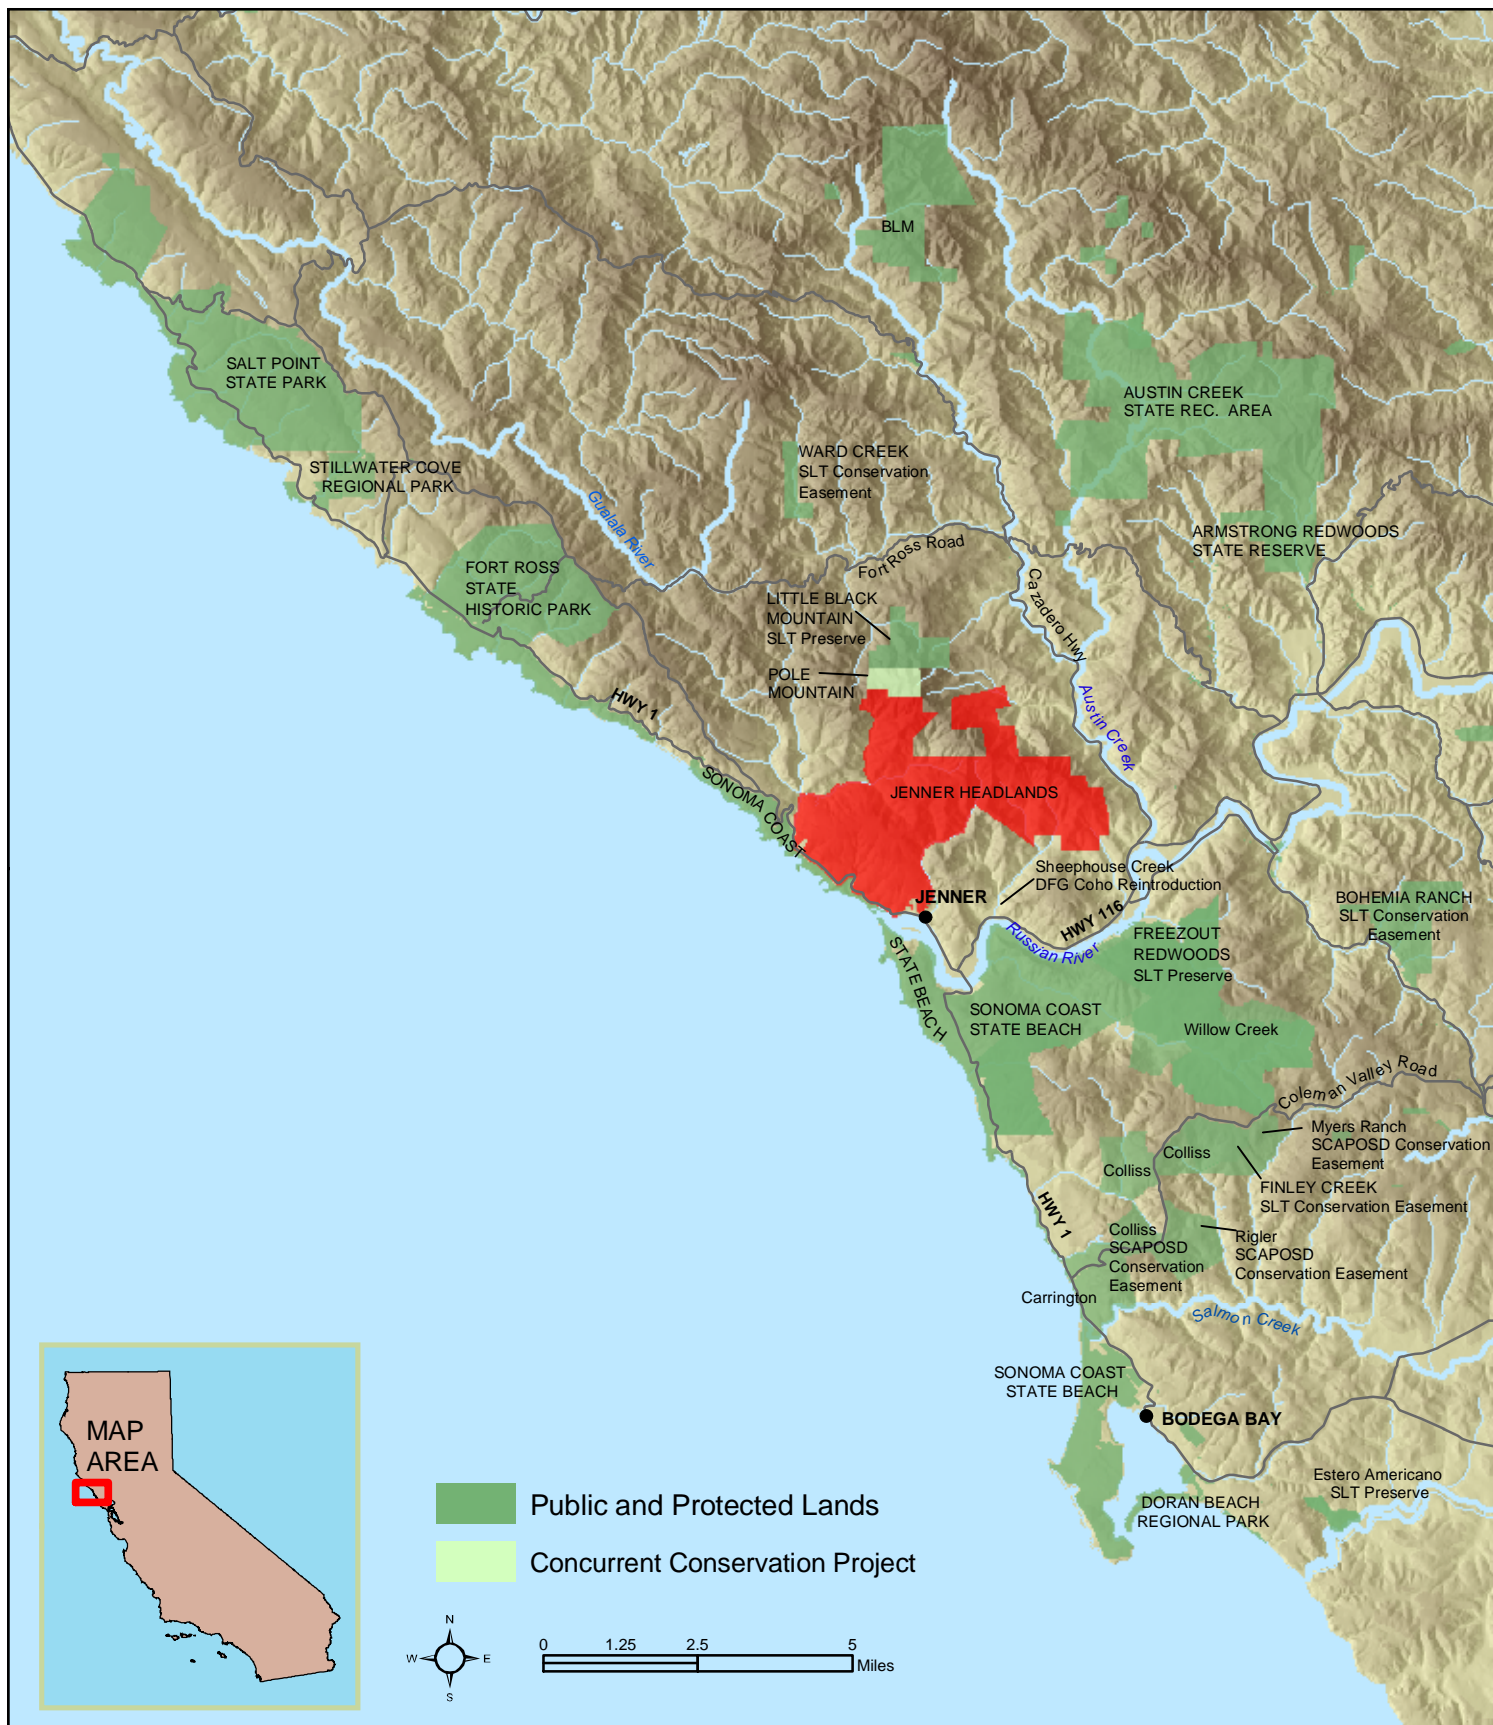 BLM
SALT POINT
STATE PARK
AUSTIN CREEK
STATE REC. AREA
STILLWATER COVE
REGIONAL PARK
WARD CREEK
SLT Conservation
Easement
Gualala River
ARMSTRONG REDWOODS
STATE RESERVE
Fort Ross Road
FORT ROSS
STATE
HISTORIC PARK
Cazadero Hwy
LITTLE BLACK
MOUNTAIN
SLT Preserve
POLE
MOUNTAIN
HWY 1
Austin Creek
SONOMA COAST
JENNER HEADLANDS
Sheephouse Creek
DFG Coho Reintroduction
JENNER
HWY 116
BOHEMIA RANCH
SLT Conservation
Easement
Russian River
FREEZOUT
REDWOODS
SLT Preserve
STATE BEACH
SONOMA COAST
STATE BEACH
Willow Creek
Coleman Valley Road
Myers Ranch
SCAPOSD Conservation
Easement
Colliss
Colliss
FINLEY CREEK
SLT Conservation Easement
HWY 1
Colliss
SCAPOSD
Conservation
Easement
Rigler
SCAPOSD
Conservation Easement
Carrington
Salmon Creek
SONOMA COAST
STATE BEACH
BODEGA BAY
MAP
AREA
Estero Americano
SLT Preserve
DORAN BEACH
REGIONAL PARK
Public and Protected Lands
Concurrent Conservation Project
N
W E
S
0 1.25 2.5 5
Miles